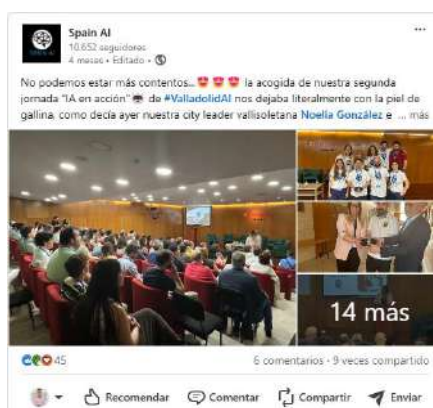 Spain AI
10.652 seguidores
4 meses • Editado •
No podemos estar más contentos... 😍 😍 😍 la acogida de nuestra segunda
jornada "IA en acción" de #ValladolidAI nos dejaba literalmente con la piel de
gallina, como decía ayer nuestra city leader vallisoletana Noelia González e ... más
14 más
45
6 comentarios • 9 veces compartido
Recomendar
Comentar
Compartir
Enviar